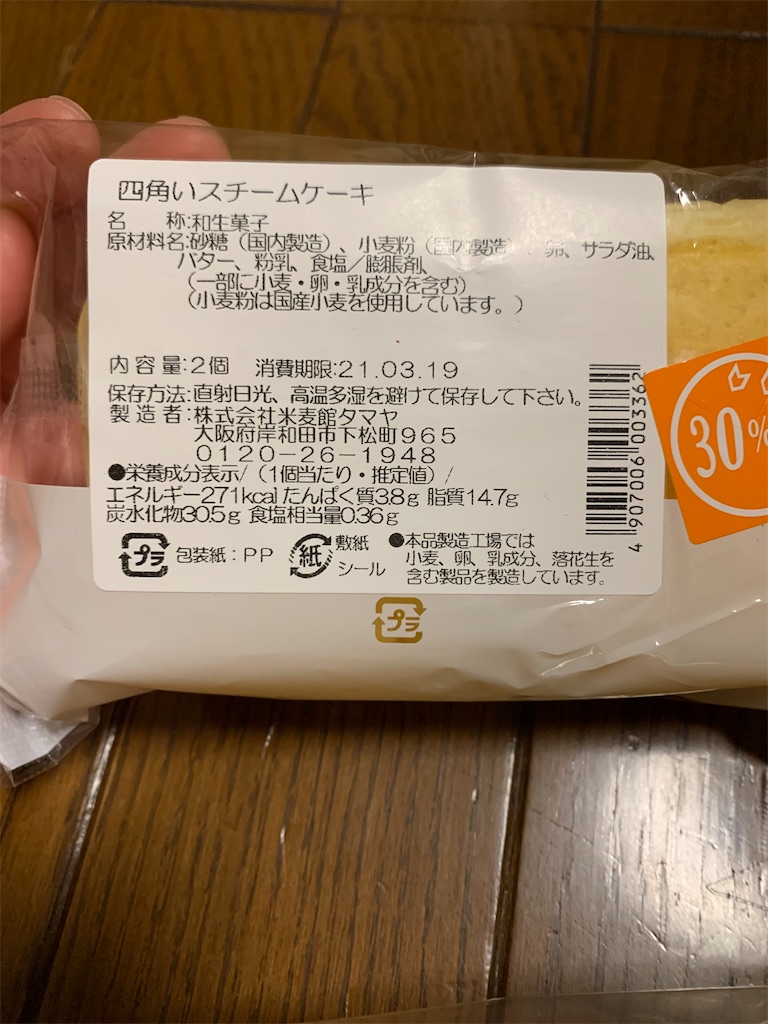 四角いスチームケーキ
名　　称:和生菓子
原材料名:砂糖（国内製造）、小麦粉（国内製造）、卵、サラダ油、
バター、粉乳、食塩／膨脹剤、
（一部に小麦・卵・乳成分を含む）
（小麦粉は国産小麦を使用しています。）
内容量:2個　消費期限:21.03.19
保存方法:直射日光、高温多湿を避けて保存して下さい。
製造者:株式会社米麦館タマヤ
大阪府岸和田市下松町965
0120-26-1948
●栄養成分表示/（1個当たり・推定値）/
エネルギー271kcal たんぱく質3.8g 脂質14.7g
炭水化物30.5g 食塩相当量0.36g
プラ 包装紙：PP 紙 敷紙
シール
●本品製造工場では
小麦、卵、乳成分、落花生を
含む製品を製造しています。
4 907006 003362
30%
プラ